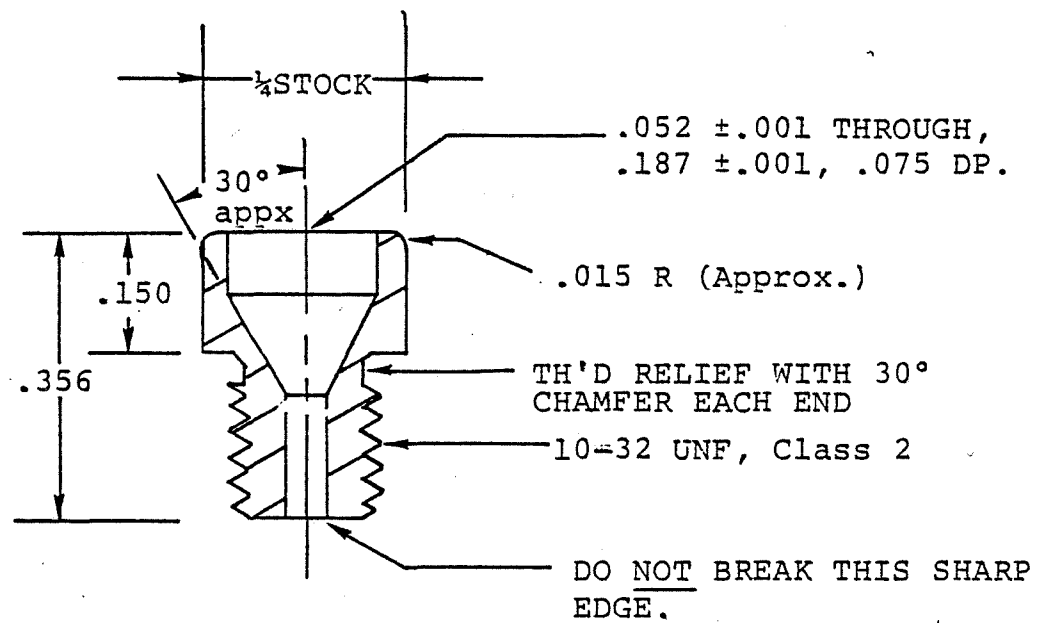 ¼STOCK
.052 ±.001 THROUGH,
.187 ±.001, .075 DP.
30°
appx
.150
.015 R (Approx.)
.356
TH'D RELIEF WITH 30°
CHAMFER EACH END
10-32 UNF, Class 2
DO NOT BREAK THIS SHARP
EDGE.